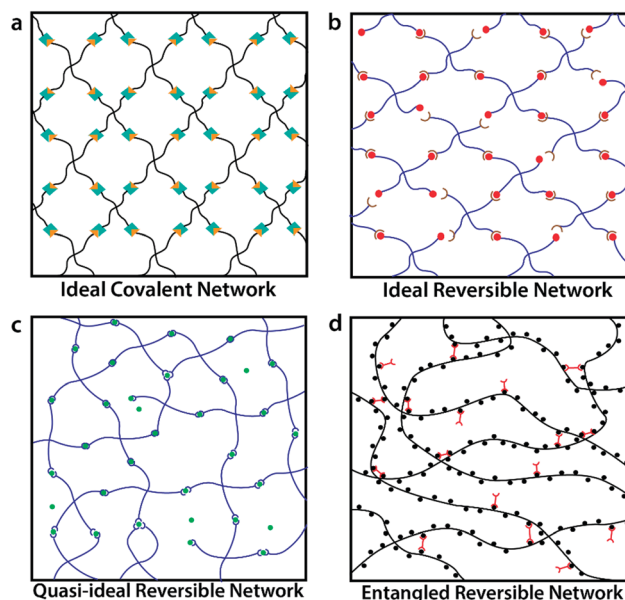 a
b
Ideal Covalent Network
Ideal Reversible Network
c
d
Quasi-ideal Reversible Network
Entangled Reversible Network